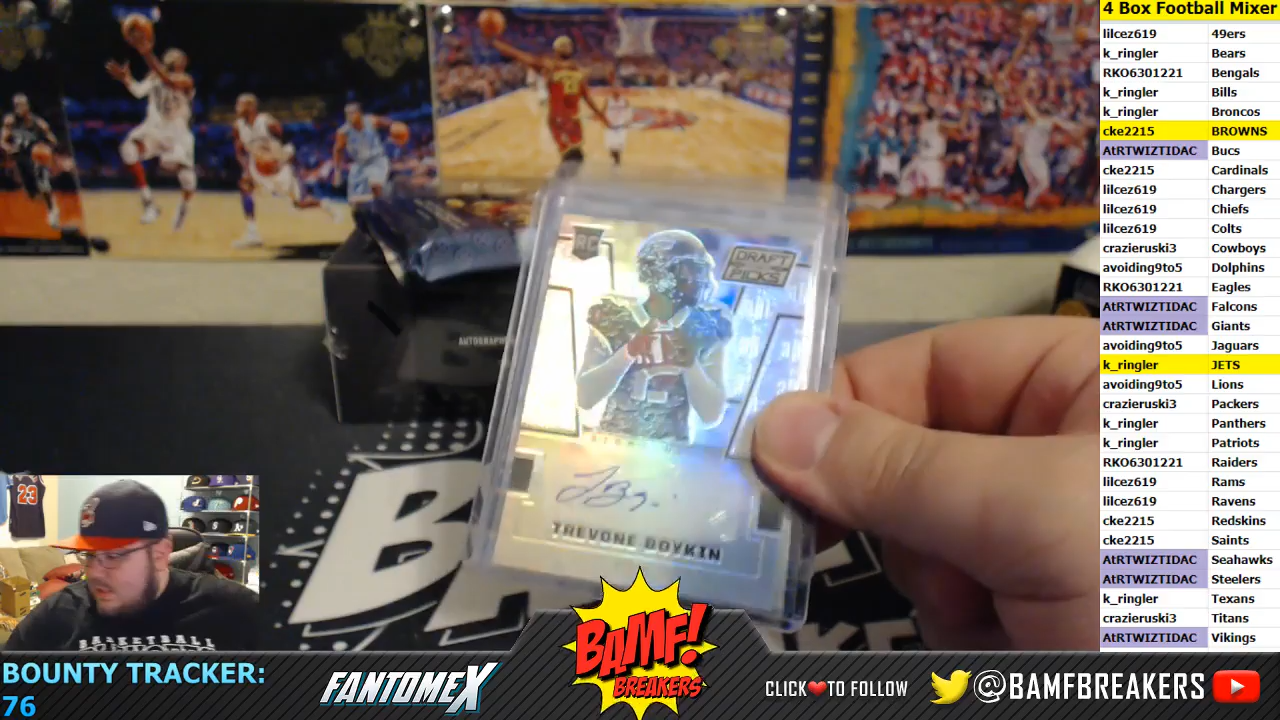 4 Box Football Mixer
lilcez619 49ers
k_ringler Bears
RKO6301221 Bengals
k_ringler Bills
k_ringler Broncos
cke2215 BROWNS
AtRTWIZTIDAC Bucs
cke2215 Cardinals
lilcez619 Chargers
lilcez619 Chiefs
lilcez619 Colts
crazieruski3 Cowboys
avoiding9to5 Dolphins
RKO6301221 Eagles
AtRTWIZTIDAC Falcons
AtRTWIZTIDAC Giants
avoiding9to5 Jaguars
k_ringler JETS
avoiding9to5 Lions
crazieruski3 Packers
k_ringler Panthers
k_ringler Patriots
RKO6301221 Raiders
lilcez619 Rams
lilcez619 Ravens
cke2215 Redskins
cke2215 Saints
AtRTWIZTIDAC Seahawks
AtRTWIZTIDAC Steelers
k_ringler Texans
crazieruski3 Titans
AtRTWIZTIDAC Vikings
RC
DRAFT
PICKS
TREVONE BOYKIN
23
BASKETBALL
BOUNTY TRACKER:
76
FANTOMEX
BAMF!
BREAKERS
CLICK TO FOLLOW
@BAMFBREAKERS